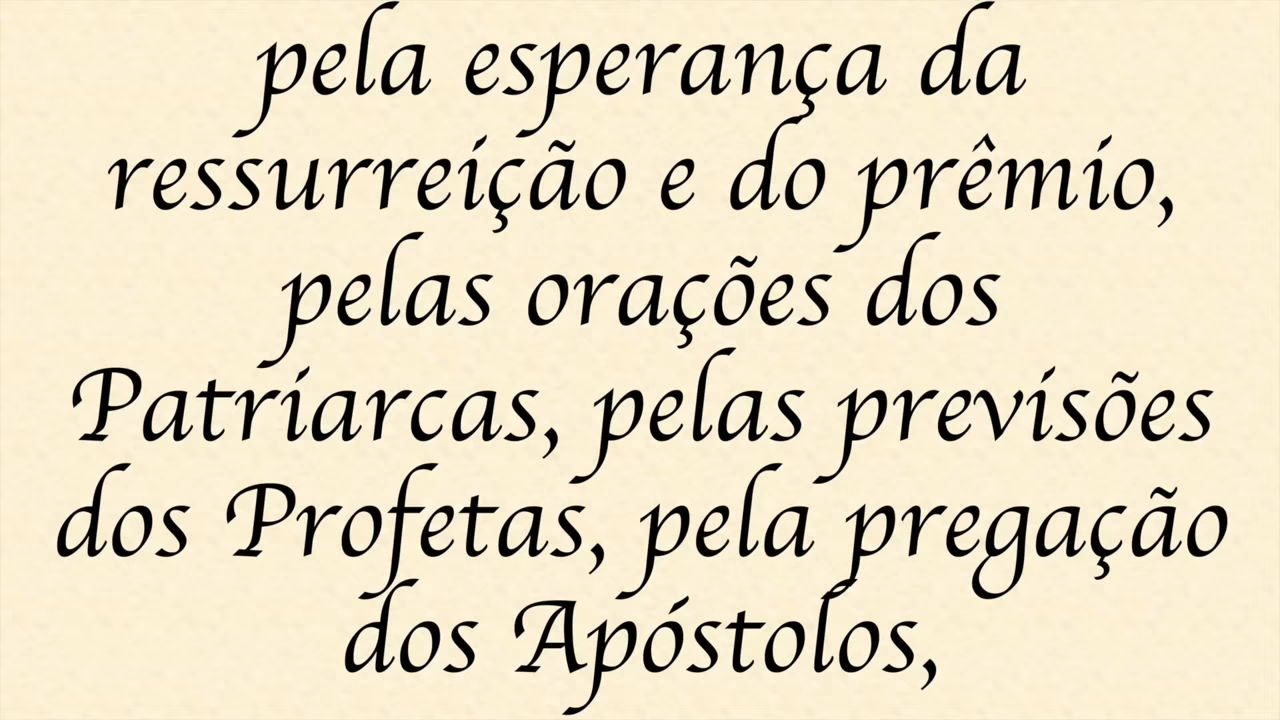 pela esperança da
ressurreição e do prêmio,
pelas orações dos
Patriarcas, pelas previsões
dos Profetas, pela pregação
dos Apóstolos,